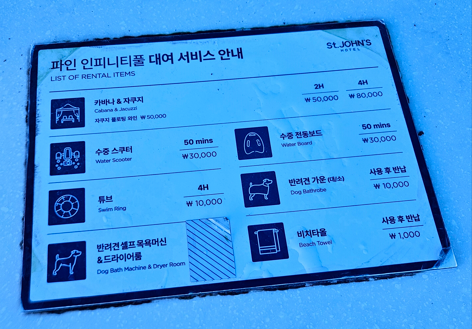 파인 인피니티풀 대여 서비스 안내
LIST OF RENTAL ITEMS
St.JOHN'S
HOTEL
카바나 & 자쿠지
Cabana & Jacuzzi
자쿠지 플로팅 와인 ₩ 50,000
2H
₩ 50,000
4H
₩ 80,000
수중 스쿠터
Water Scooter
50 mins
₩ 30,000
수중 전동보드
Water Board
50 mins
₩ 30,000
튜브
Swim Ring
4H
₩ 10,000
반려견 가운 (대/소)
Dog Bathrobe
사용 후 반납
₩ 10,000
반려견셀프목욕머신
&드라이어룸
Dog Bath Machine & Dryer Room
비치타올
Beach Towel
사용 후 반납
₩ 1,000